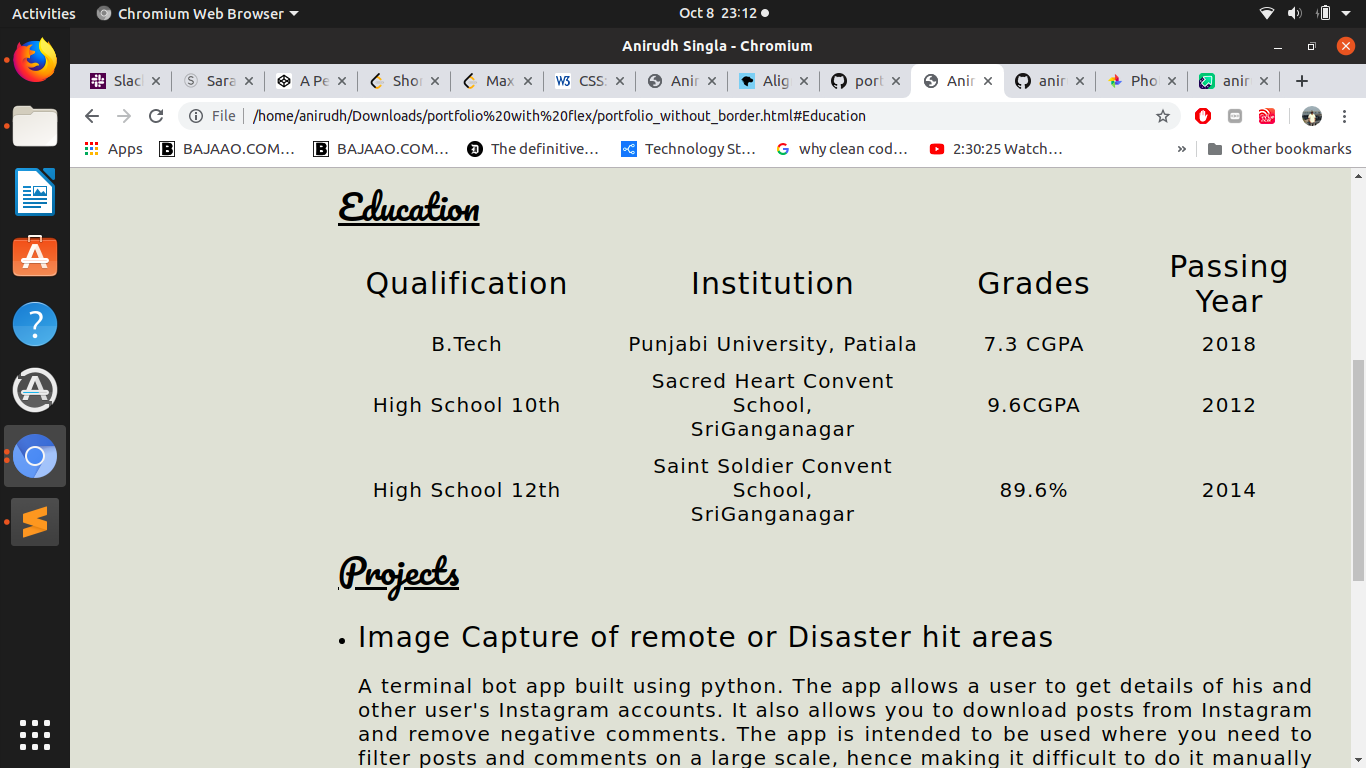 Activities Chromium Web Browser Oct 8 23:12
Anirudh Singla - Chromium
Slac Sara A Pe Shor Max CSS: Anir Alig port Anir anir Pho anir
File /home/anirudh/Downloads/portfolio%20with%20flex/portfolio_without_border.html#Education
Apps BAJAAO.COM… BAJAAO.COM… The definitive… Technology St… why clean cod… 2:30:25 Watch… » Other bookmarks
Education
Qualification Institution Grades Passing
Year
B.Tech Punjabi University, Patiala 7.3 CGPA 2018
High School 10th Sacred Heart Convent
School,
SriGanganagar 9.6CGPA 2012
High School 12th Saint Soldier Convent
School,
SriGanganagar 89.6% 2014
Projects
• Image Capture of remote or Disaster hit areas
A terminal bot app built using python. The app allows a user to get details of his and
other user's Instagram accounts. It also allows you to download posts from Instagram
and remove negative comments. The app is intended to be used where you need to
filter posts and comments on a large scale, hence making it difficult to do it manually